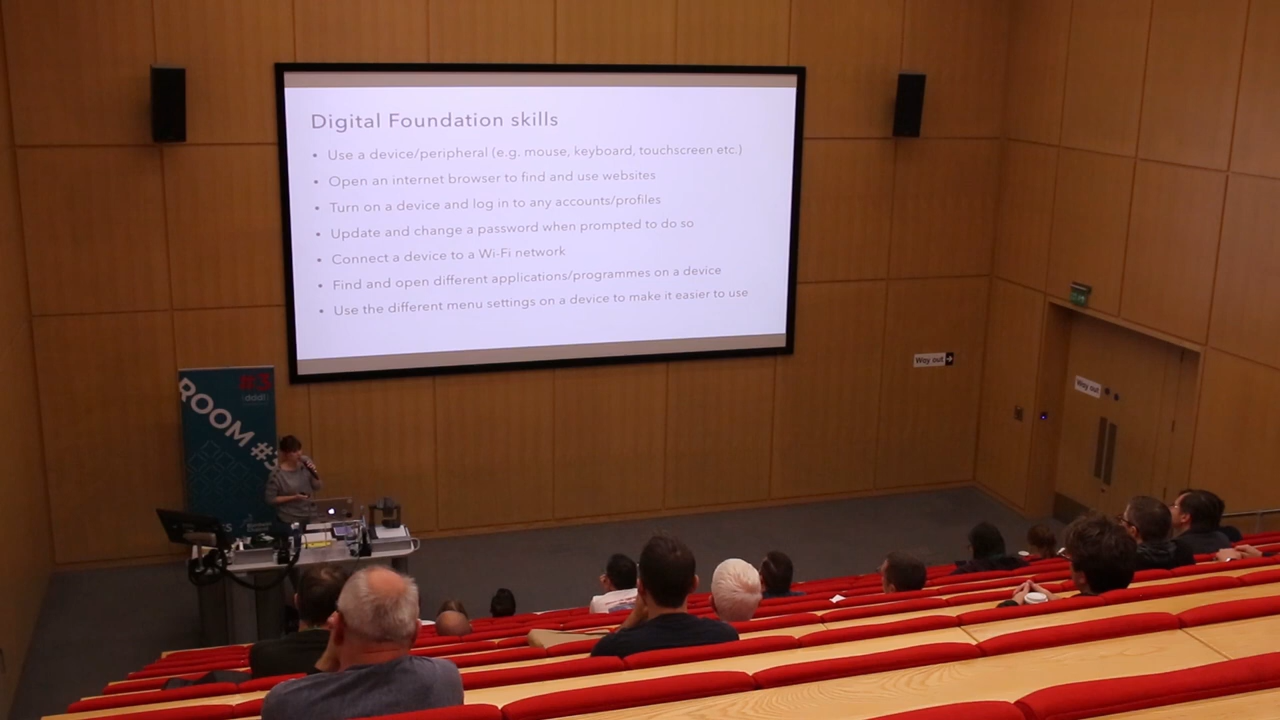 Digital Foundation skills
• Use a device/peripheral (e.g. mouse, keyboard, touchscreen etc.)
• Open an internet browser to find and use websites
• Turn on a device and log in to any accounts/profiles
• Update and change a password when prompted to do so
• Connect a device to a Wi-Fi network
• Find and open different applications/programmes on a device
• Use the different menu settings on a device to make it easier to use
Way out
Way out
#3
ROOM #3